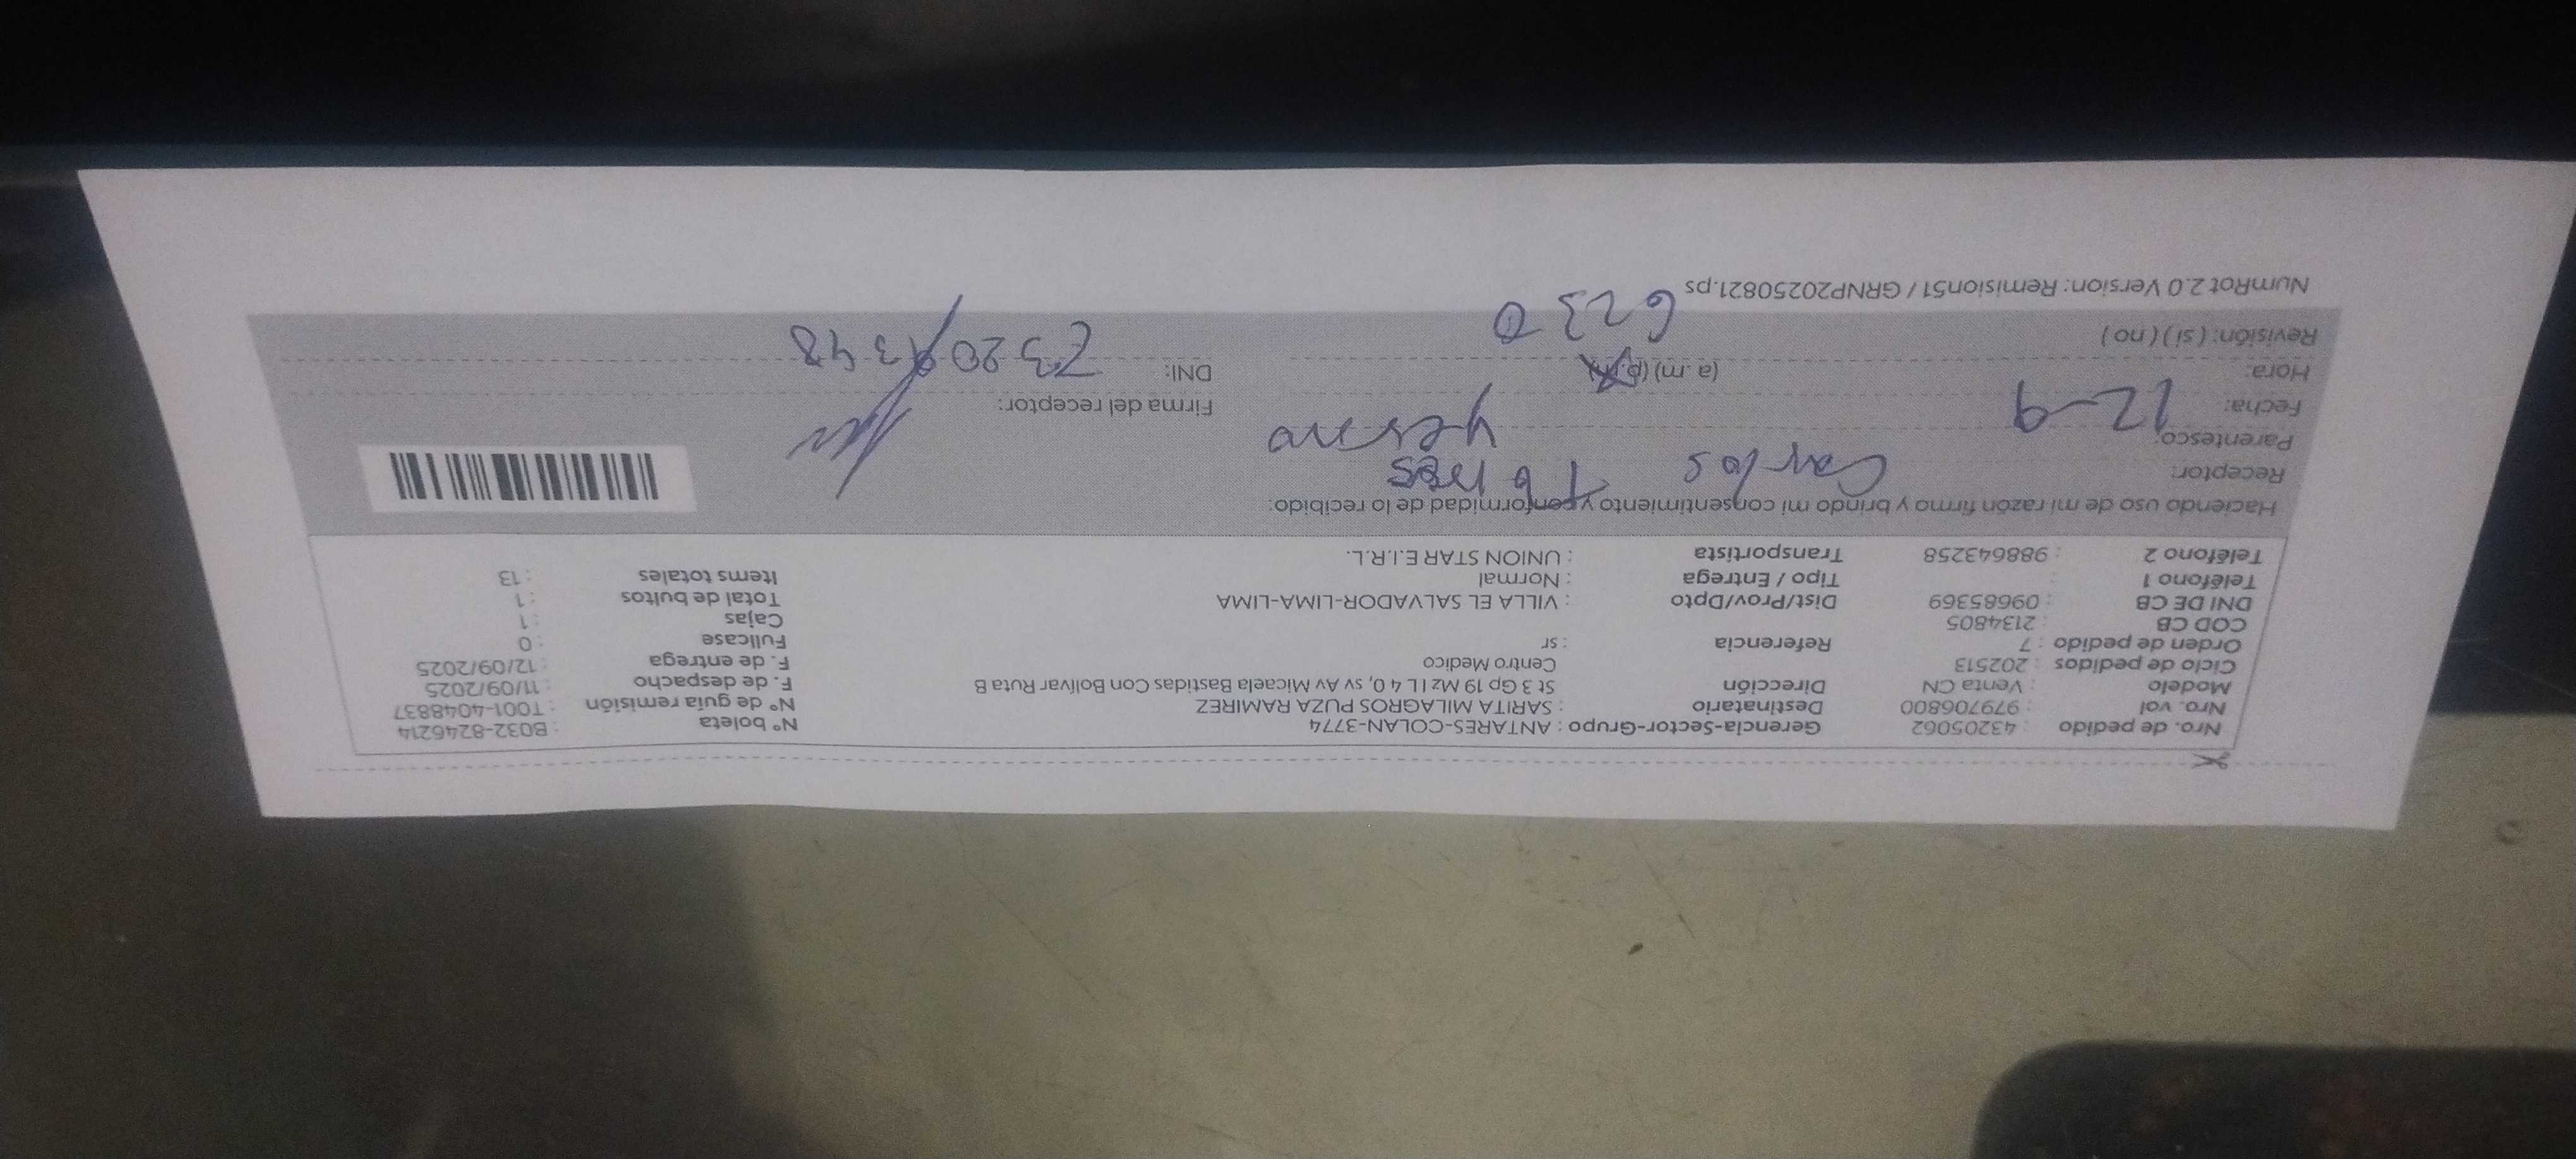 Nro. de pedido : 43205062 Gerencia-Sector-Grupo : ANTARES-COLAN-3774 N° boleta : B032-8246214
Nro. vol : 979706800 Destinatario : SARITA MILAGROS PUZA RAMIREZ N° de guía remisión : T001-4048837
Modelo : Venta CN Dirección : St 3 Gp 19 Mz I L 4 0, sv Av Micaela Bastidas Con Bolívar Ruta B F. de despacho : 11/09/2025
Ciclo de pedidos : 202513 Centro Medico F. de entrega : 12/09/2025
Orden de pedido : 7 Referencia : sr Fullcase : 0
COD CB : 2134805 Cajas : 1
DNI DE CB : 09685369 Dist/Prov/Dpto : VILLA EL SALVADOR-LIMA-LIMA Total de bultos : 1
Teléfono 1 : Tipo / Entrega : Normal Items totales : 13
Teléfono 2 : 988643258 Transportista : UNION STAR E.I.R.L.
Haciendo uso de mi razón firmo y brindo mi consentimiento y conformidad de lo recibido:
Receptor: Carlos
Parentesco: yerno
Fecha: 12-9 Firma del receptor:
Hora: (a.m) (p.m) DNI:
Revisión: (si) (no) 6230
NumRot 2.0 Version: Remision51 / GRNP20250821.ps